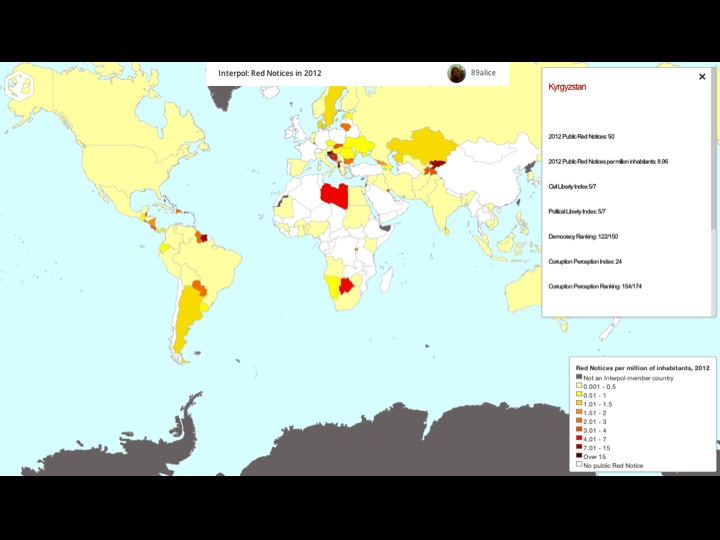 Interpol: Red Notices in 2012
89alice
×
Kyrgyzstan
2012 Public Red Notices: 50
2012 Public Red Notices per million inhabitants: 8.96
Civil Liberty Index 5/7
Political Liberty Index: 5/7
Democracy Ranking: 122/150
Corruption Perception Index: 24
Corruption Perception Ranking: 154/174
Red Notices per million of inhabitants, 2012
Not an Interpol member country
0.001 - 0.5
0.51 - 1
1.01 - 1.5
1.51 - 2
2.01 - 3
3.01 - 4
4.01 - 7
7.01 - 15
Over 15
No public Red Notice